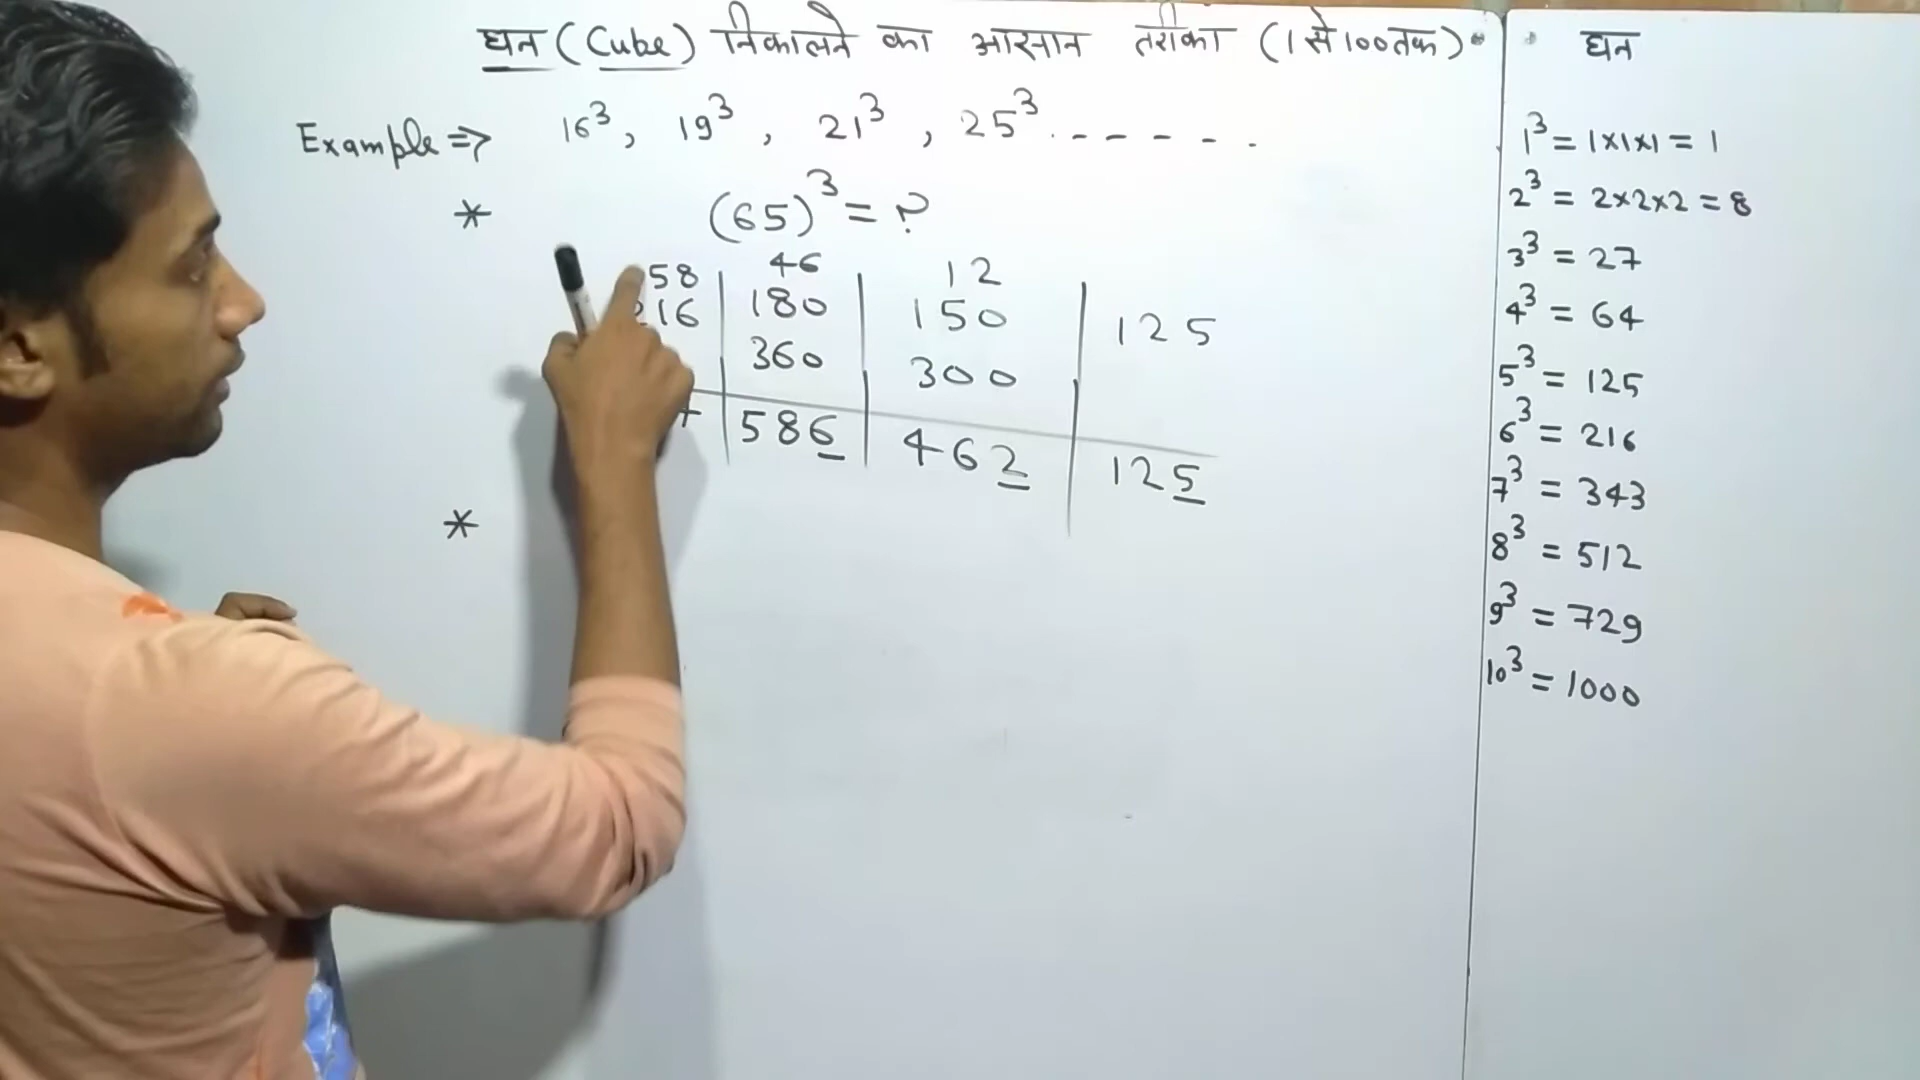 घन (Cube) निकालने का आसान तरीका (1 से 100 तक)
Example ⇒ 16³, 19³, 21³, 25³ . - - - - - .
* (65)³ = ?
58 | 46 | 12 |
16 | 180 | 150 | 125
360 | 300
+ | 586 | 462 | 125
*
घन
1³ = 1×1×1 = 1
2³ = 2×2×2 = 8
3³ = 27
4³ = 64
5³ = 125
6³ = 216
7³ = 343
8³ = 512
9³ = 729
10³ = 1000